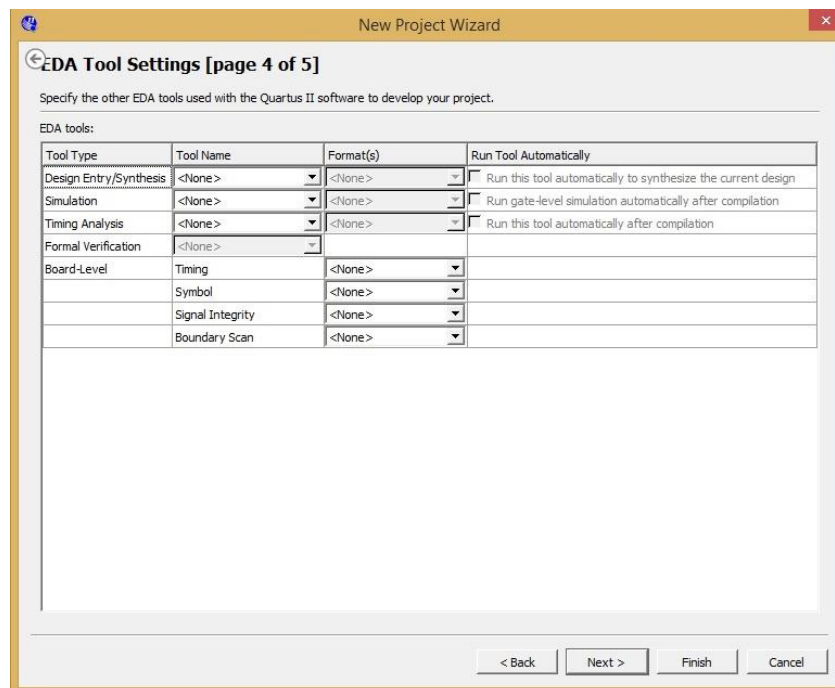 New Project Wizard
EDA Tool Settings [page 4 of 5]
Specify the other EDA tools used with the Quartus II software to develop your project.
EDA tools:
Tool Type Tool Name Format(s) Run Tool Automatically
Design Entry/Synthesis <None> <None> Run this tool automatically to synthesize the current design
Simulation <None> <None> Run gate-level simulation automatically after compilation
Timing Analysis <None> <None> Run this tool automatically after compilation
Formal Verification <None>
Board-Level Timing <None>
Symbol <None>
Signal Integrity <None>
Boundary Scan <None>
< Back Next > Finish Cancel